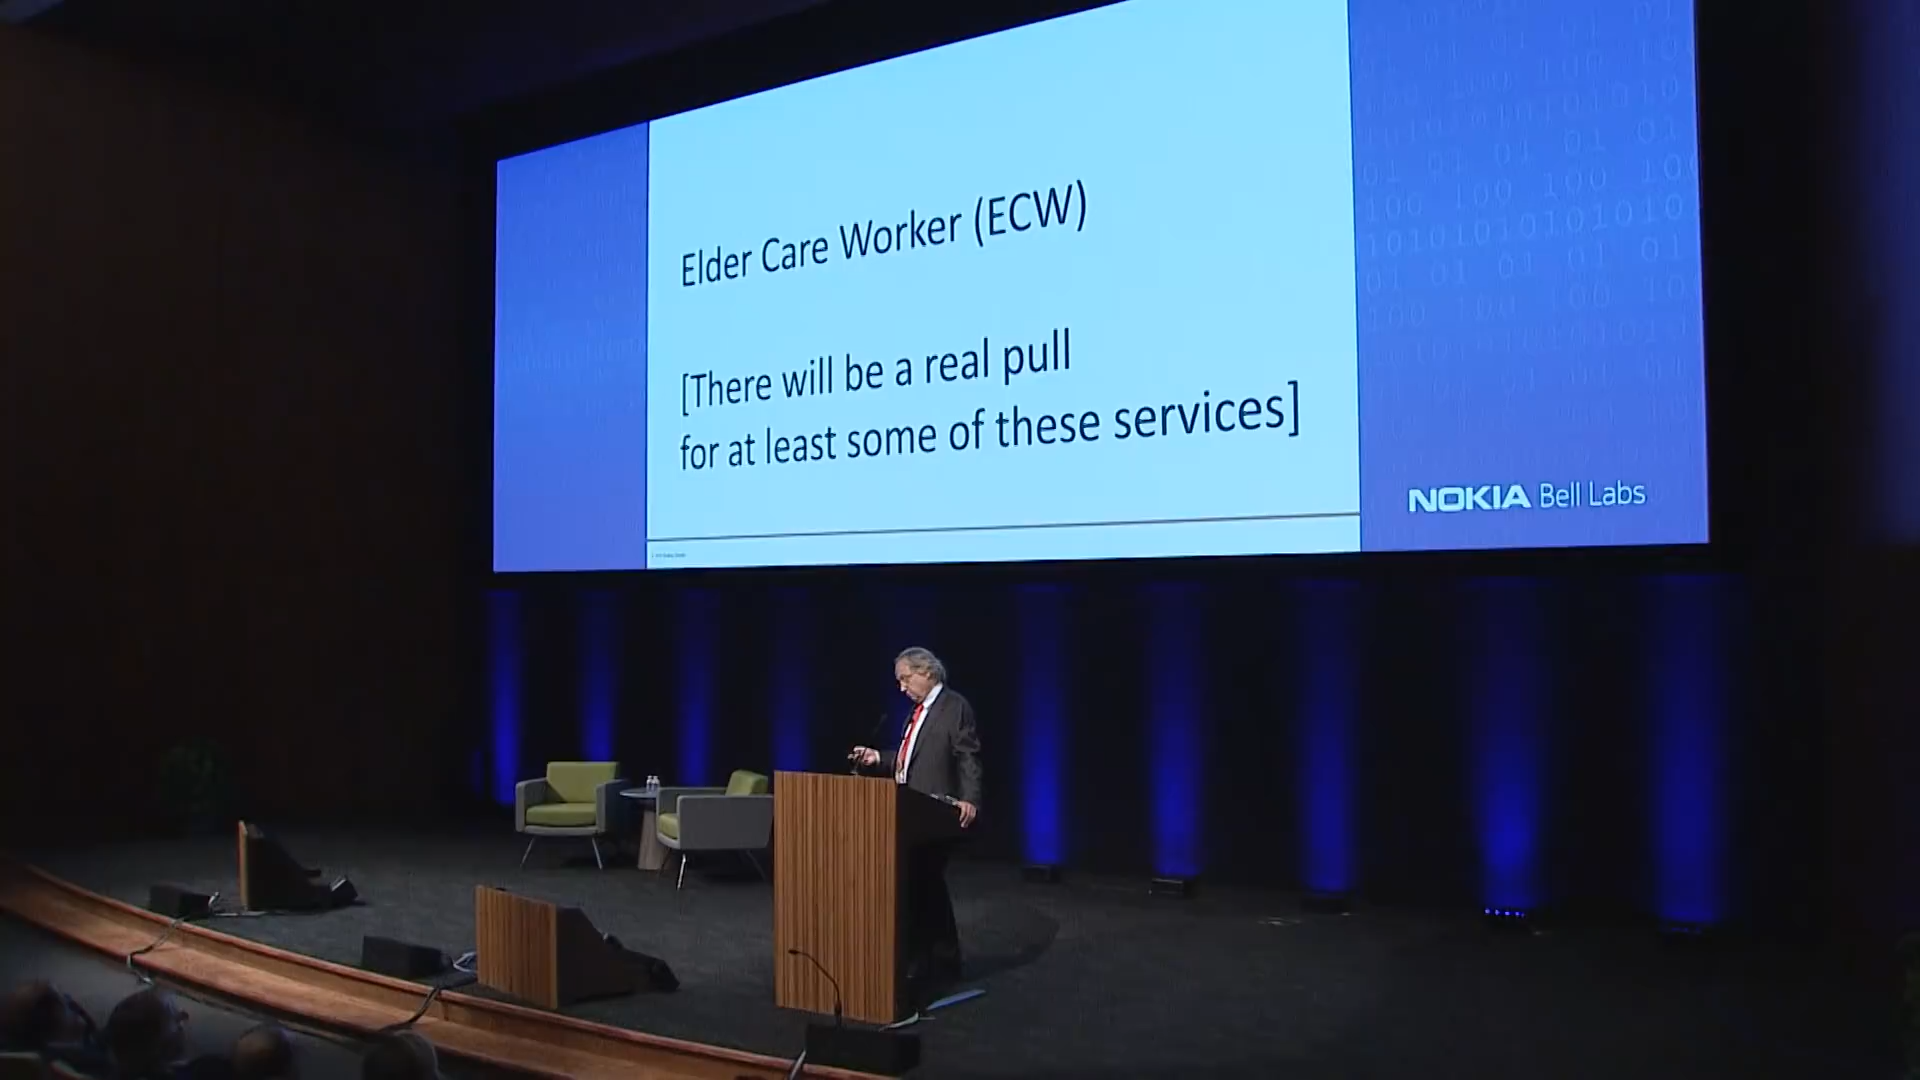 Elder Care Worker (ECW)
[There will be a real pull
for at least some of these services]
NOKIA Bell Labs